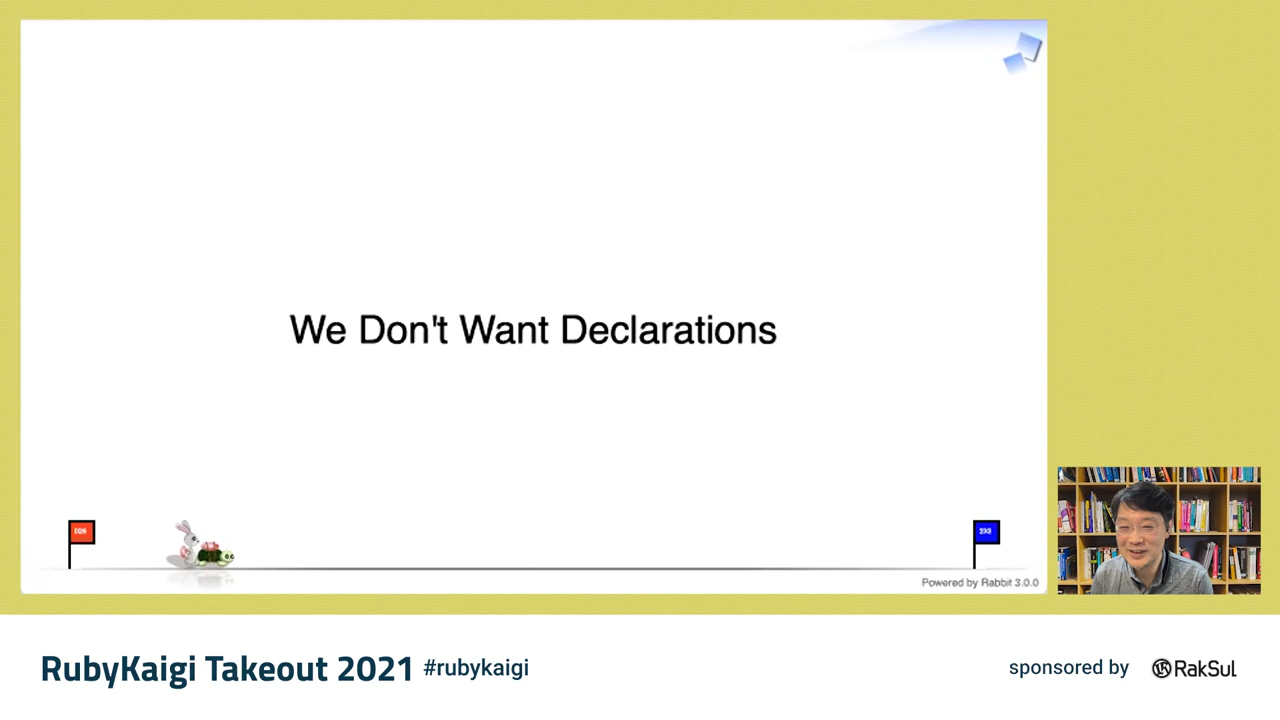 We Don't Want Declarations
Powered by Rabbit 3.0.0
RubyKaigi Takeout 2021 #rubykaigi
sponsored by RakSul